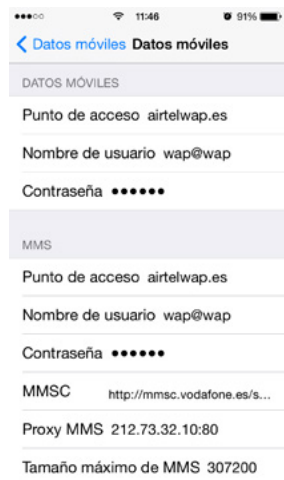 11:46 91%
Datos móviles Datos móviles
DATOS MÓVILES
Punto de acceso airtelwap.es
Nombre de usuario wap@wap
Contraseña ••••••
MMS
Punto de acceso airtelwap.es
Nombre de usuario wap@wap
Contraseña ••••••
MMSC http://mmsc.vodafone.es/s...
Proxy MMS 212.73.32.10:80
Tamaño máximo de MMS 307200